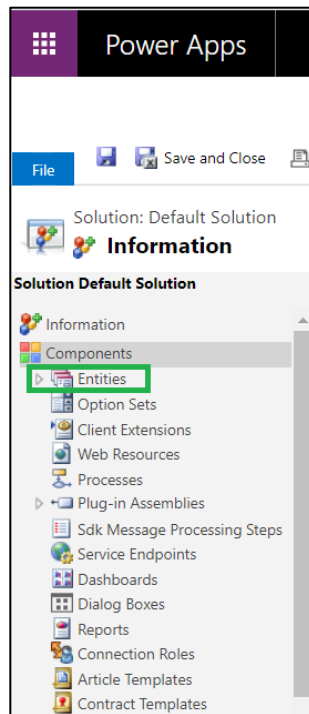 Power Apps
File
Save and Close
Solution: Default Solution
Information
Solution Default Solution
Information
Components
Entities
Option Sets
Client Extensions
Web Resources
Processes
Plug-in Assemblies
Sdk Message Processing Steps
Service Endpoints
Dashboards
Dialog Boxes
Reports
Connection Roles
Article Templates
Contract Templates